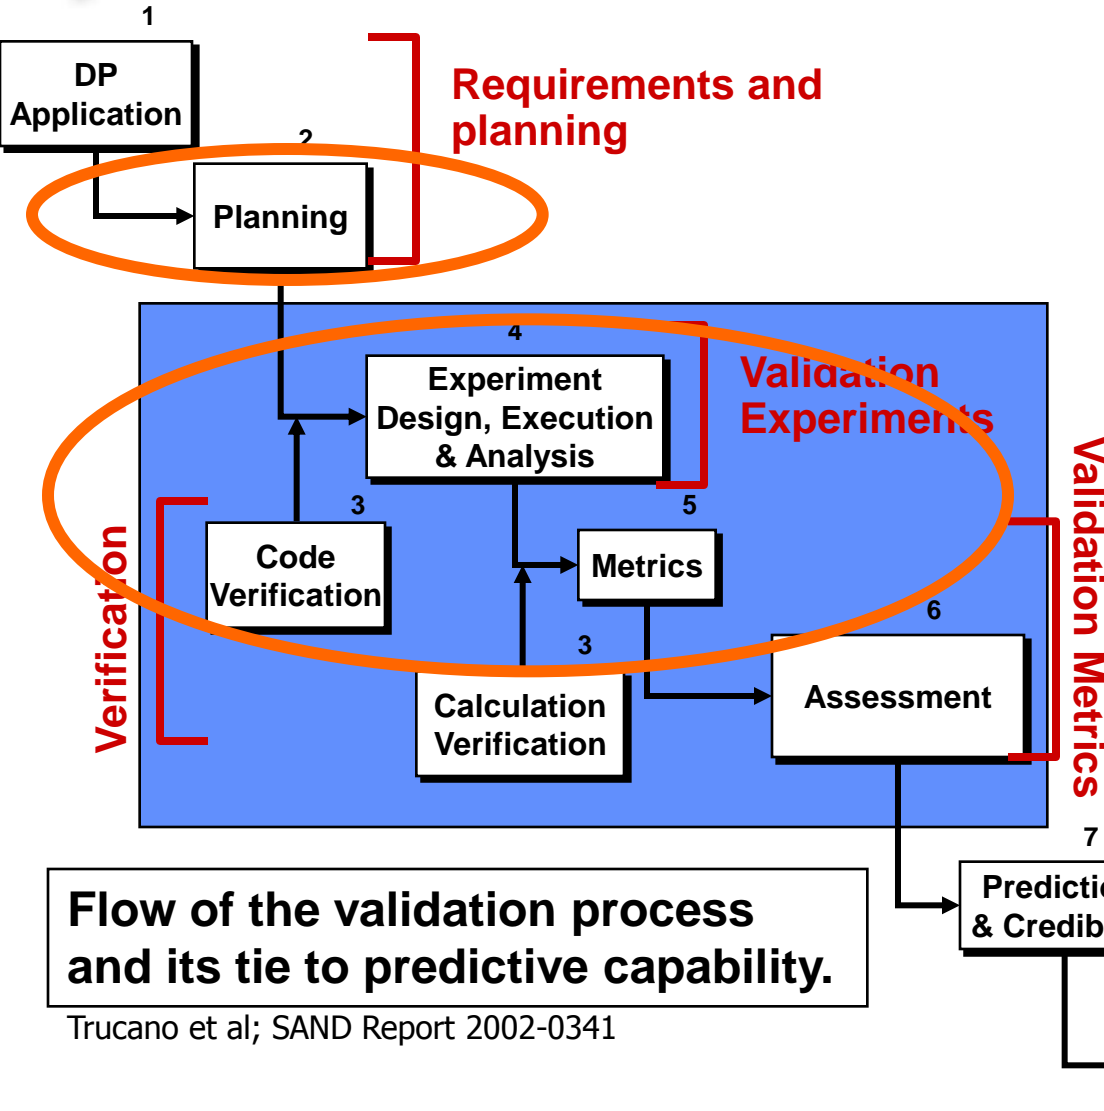 1
DP
Application
Requirements and
planning
2
Planning
4
Experiment
Design, Execution
& Analysis
Validation
Experiments
3
Code
Verification
Verification
5
Metrics
Validation Metrics
3
Calculation
Verification
6
Assessment
7
&
Flow of the validation process
and its tie to predictive capability.
Trucano et al; SAND Report 2002-0341